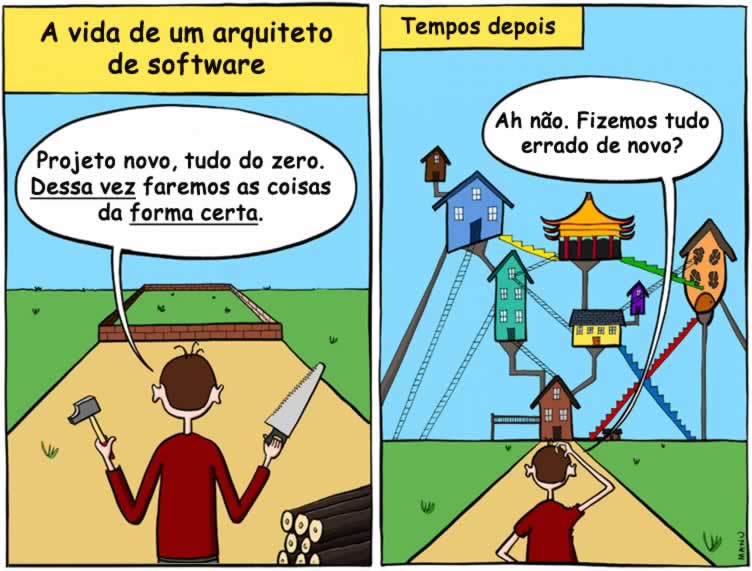 A vida de um arquiteto
de software
Projeto novo, tudo do zero.
Dessa vez faremos as coisas
da forma certa.
Tempos depois
Ah não. Fizemos tudo
errado de novo?
MANÚ